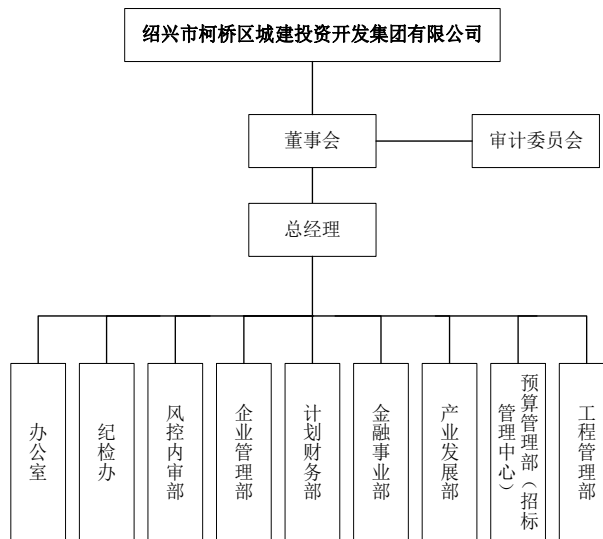 绍兴市柯桥区城建投资开发集团有限公司
董事会
审计委员会
总经理
办公室
纪检办
风控内审部
企业管理部
计划财务部
金融事业部
产业发展部
预算管理部（招标
管理中心）
工程管理部